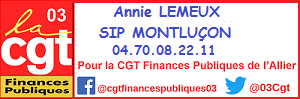 la
03
cgt
Finances
Publiques
Annie LEMEUX
SIP MONTLUÇON
04.70.08.22.11
Pour la CGT Finances Publiques de l'Allier
@cgtfinancespubliques03
@03Cgt